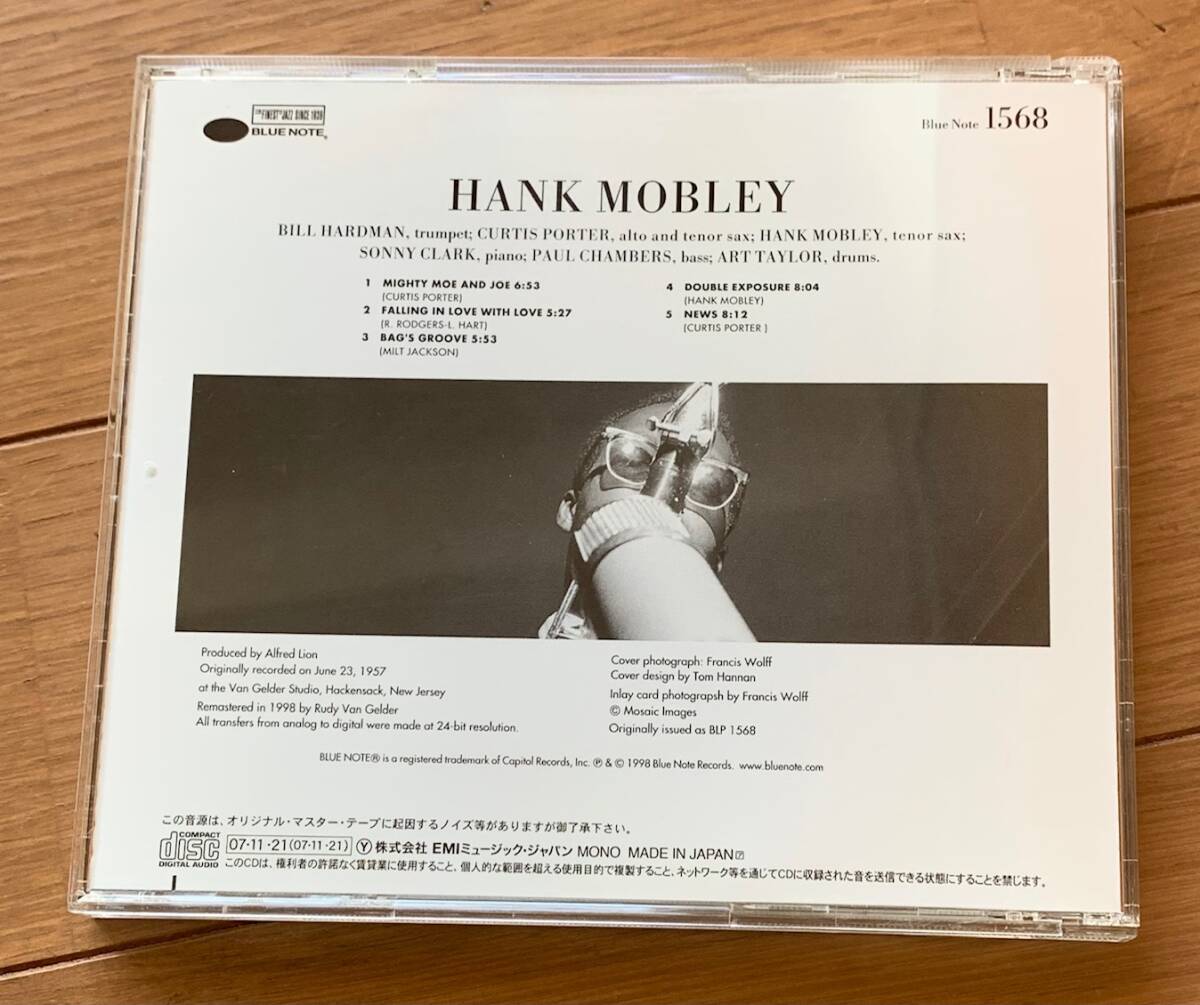 THE FINEST IN JAZZ SINCE 1939
BLUE NOTE®
Blue Note 1568
HANK MOBLEY
BILL HARDMAN, trumpet; CURTIS PORTER, alto and tenor sax; HANK MOBLEY, tenor sax;
SONNY CLARK, piano; PAUL CHAMBERS, bass; ART TAYLOR, drums.
1 MIGHTY MOE AND JOE 6:53
(CURTIS PORTER)
2 FALLING IN LOVE WITH LOVE 5:27
(R. RODGERS-L. HART)
3 BAG'S GROOVE 5:53
(MILT JACKSON)
4 DOUBLE EXPOSURE 8:04
(HANK MOBLEY)
5 NEWS 8:12
(CURTIS PORTER )
Produced by Alfred Lion
Originally recorded on June 23, 1957
at the Van Gelder Studio, Hackensack, New Jersey
Remastered in 1998 by Rudy Van Gelder
All transfers from analog to digital were made at 24-bit resolution.
Cover photograph: Francis Wolff
Cover design by Tom Hannan
Inlay card photograpsh by Francis Wolff
© Mosaic Images
Originally issued as BLP 1568
BLUE NOTE® is a registered trademark of Capitol Records, Inc. ℗ & © 1998 Blue Note Records. www.bluenote.com
この音源は、オリジナル・マスター・テープに起因するノイズ等がありますが御了承下さい。
COMPACT disc DIGITAL AUDIO
07・11・21(07・11・21) Ⓨ株式会社 EMIミュージック・ジャパン MONO MADE IN JAPAN
このCDは、権利者の許諾なく賃貸業に使用すること、個人的な範囲を超える使用目的で複製すること、ネットワーク等を通じてCDに収録された音を送信できる状態にすることを禁じます。